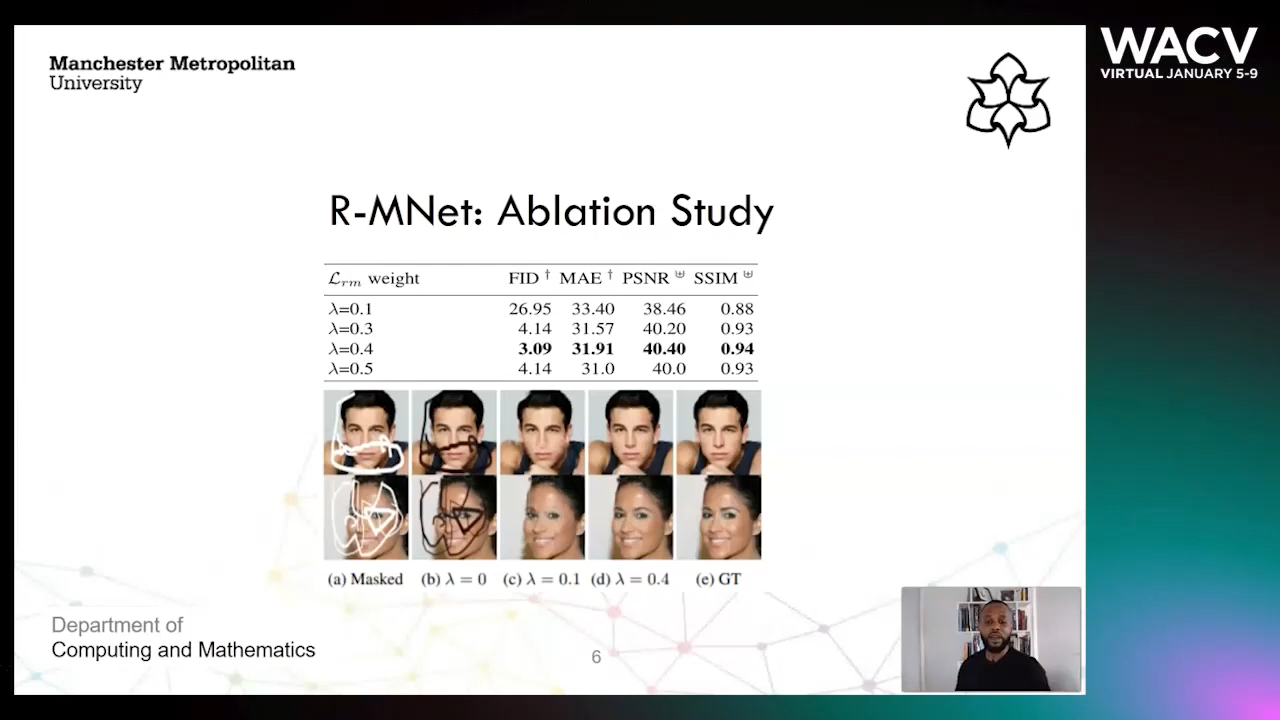 Manchester Metropolitan
University
WACV
VIRTUAL JANUARY 5-9
R-MNet: Ablation Study
ℒrm weight FID † MAE † PSNR ⊎ SSIM ⊎
λ=0.1 26.95 33.40 38.46 0.88
λ=0.3 4.14 31.57 40.20 0.93
λ=0.4 3.09 31.91 40.40 0.94
λ=0.5 4.14 31.0 40.0 0.93
(a) Masked (b) λ = 0 (c) λ = 0.1 (d) λ = 0.4 (e) GT
Department of
Computing and Mathematics
6